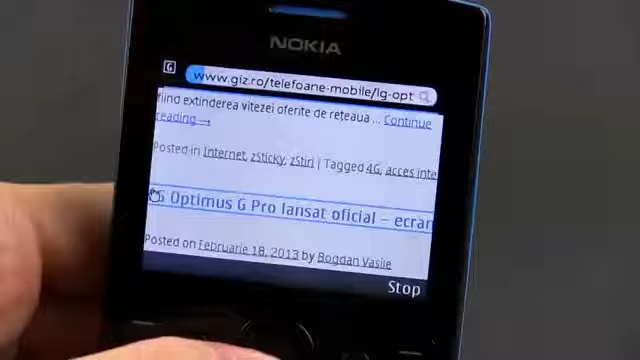 NOKIA
G
www.giz.ro/telefoane-mobile/lg-opt
fiind extinderea vitezei oferite de rețeaua ... Continue
reading →
Posted in Internet, zSticky, zStiri | Tagged 4G, acces inte
G Optimus G Pro lansat oficial – ecran
Posted on Februarie 18, 2013 by Bogdan Vasile
Stop